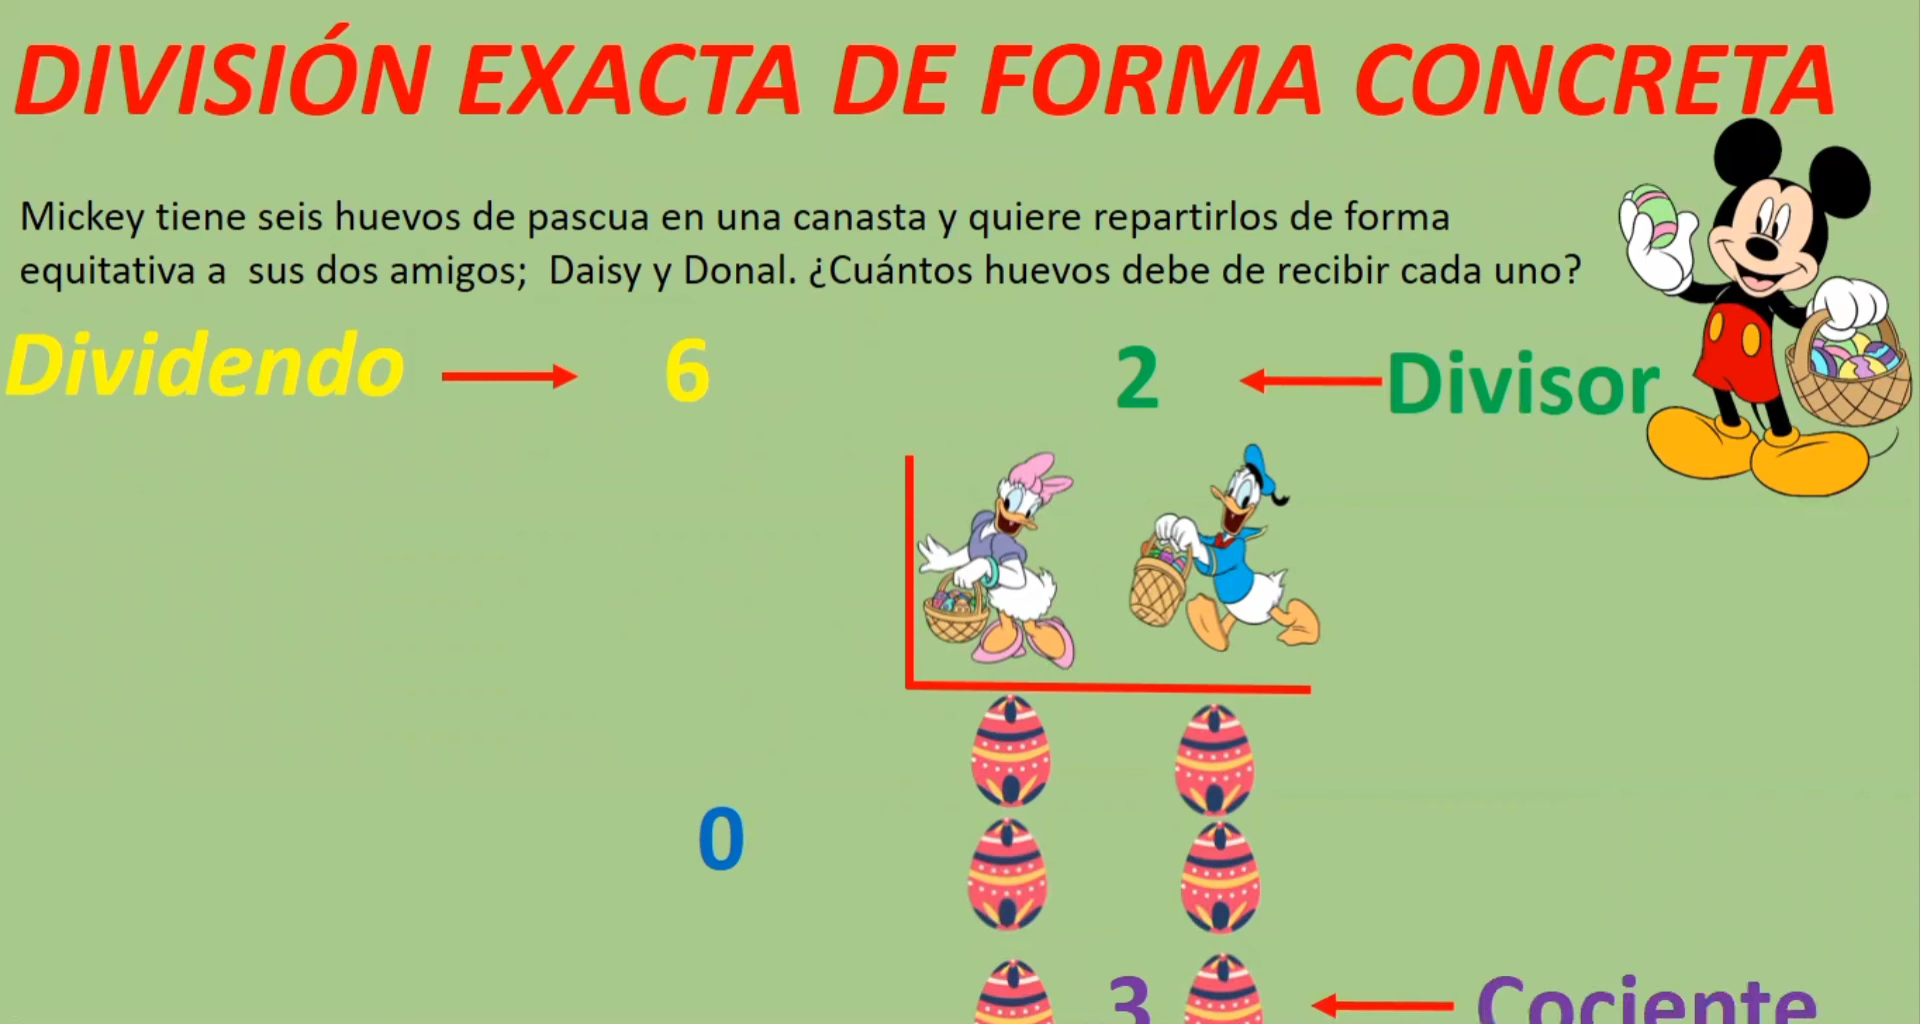 DIVISIÓN EXACTA DE FORMA CONCRETA
Mickey tiene seis huevos de pascua en una canasta y quiere repartirlos de forma
equitativa a  sus dos amigos;  Daisy y Donal. ¿Cuántos huevos debe de recibir cada uno?
Dividendo 6 2 Divisor
0
3 Cociente